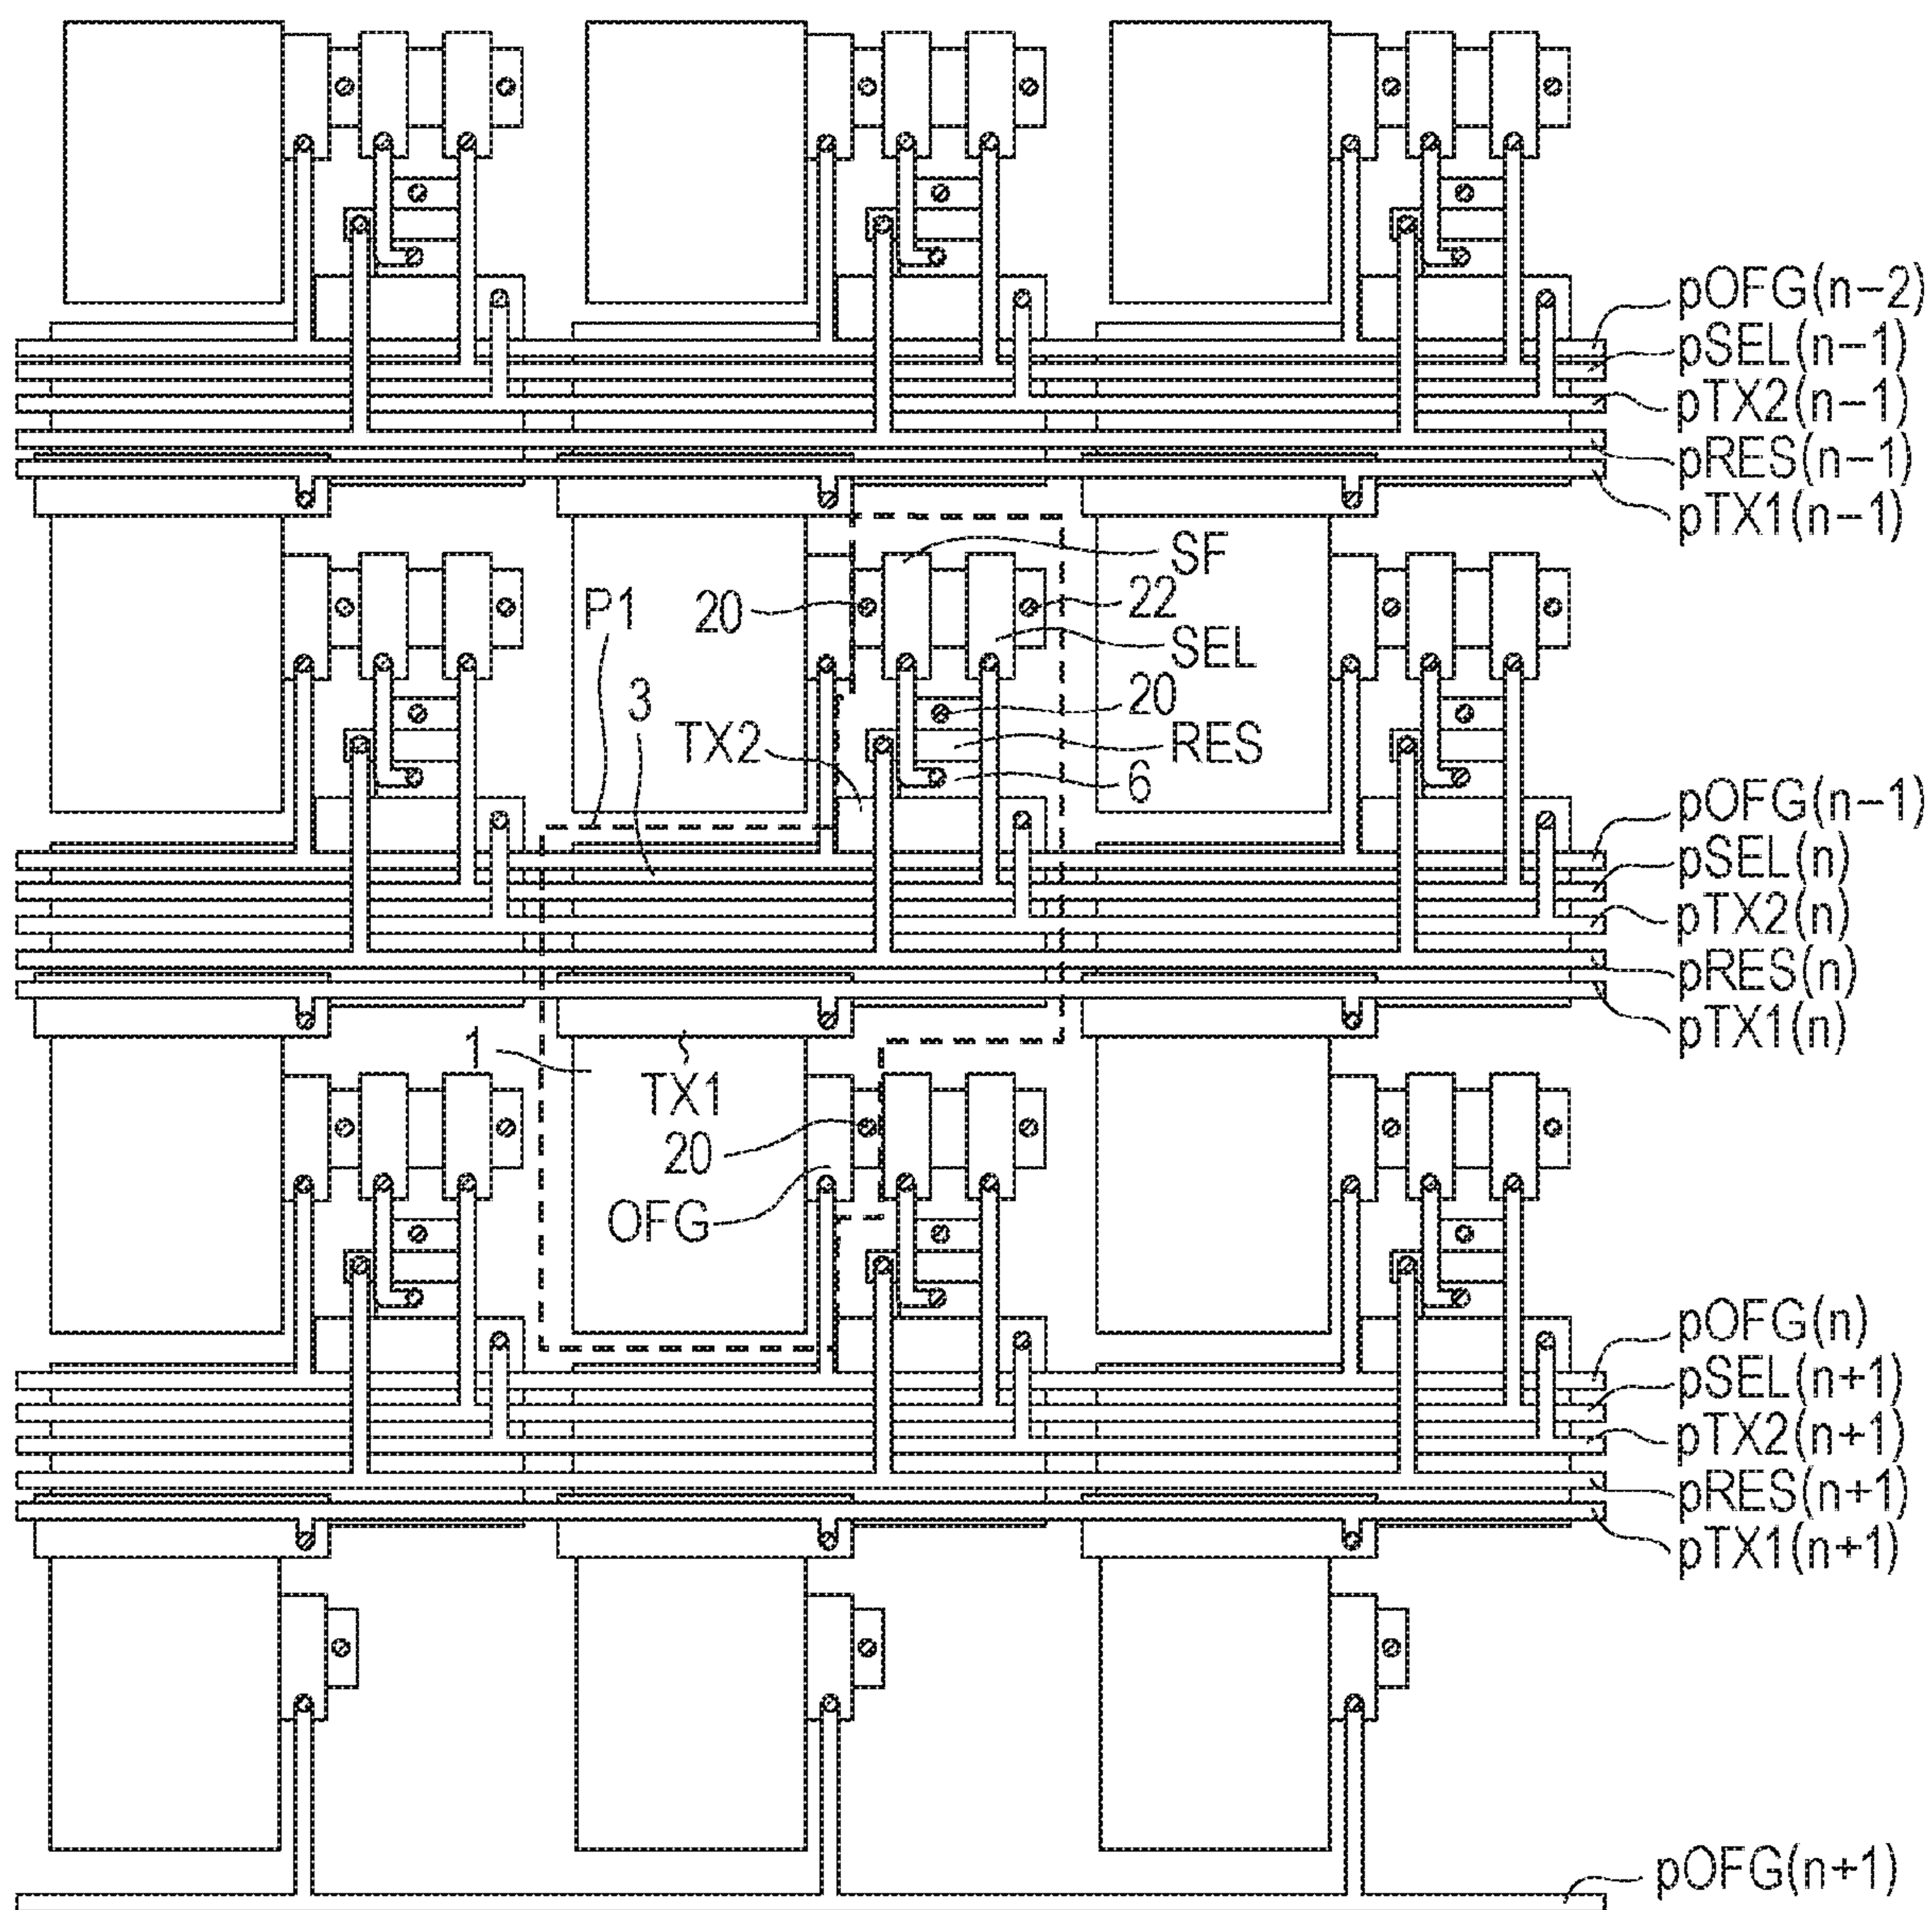 pOFG(n-2)
pSEL(n-1)
pTX2(n-1)
pRES(n-1)
pTX1(n-1)
SF
P1
20
22
SEL
3
20
TX2
RES
6
pOFG(n-1)
pSEL(n)
pTX2(n)
pRES(n)
pTX1(n)
1
TX1
20
OFG
pOFG(n)
pSEL(n+1)
pTX2(n+1)
pRES(n+1)
pTX1(n+1)
pOFG(n+1)